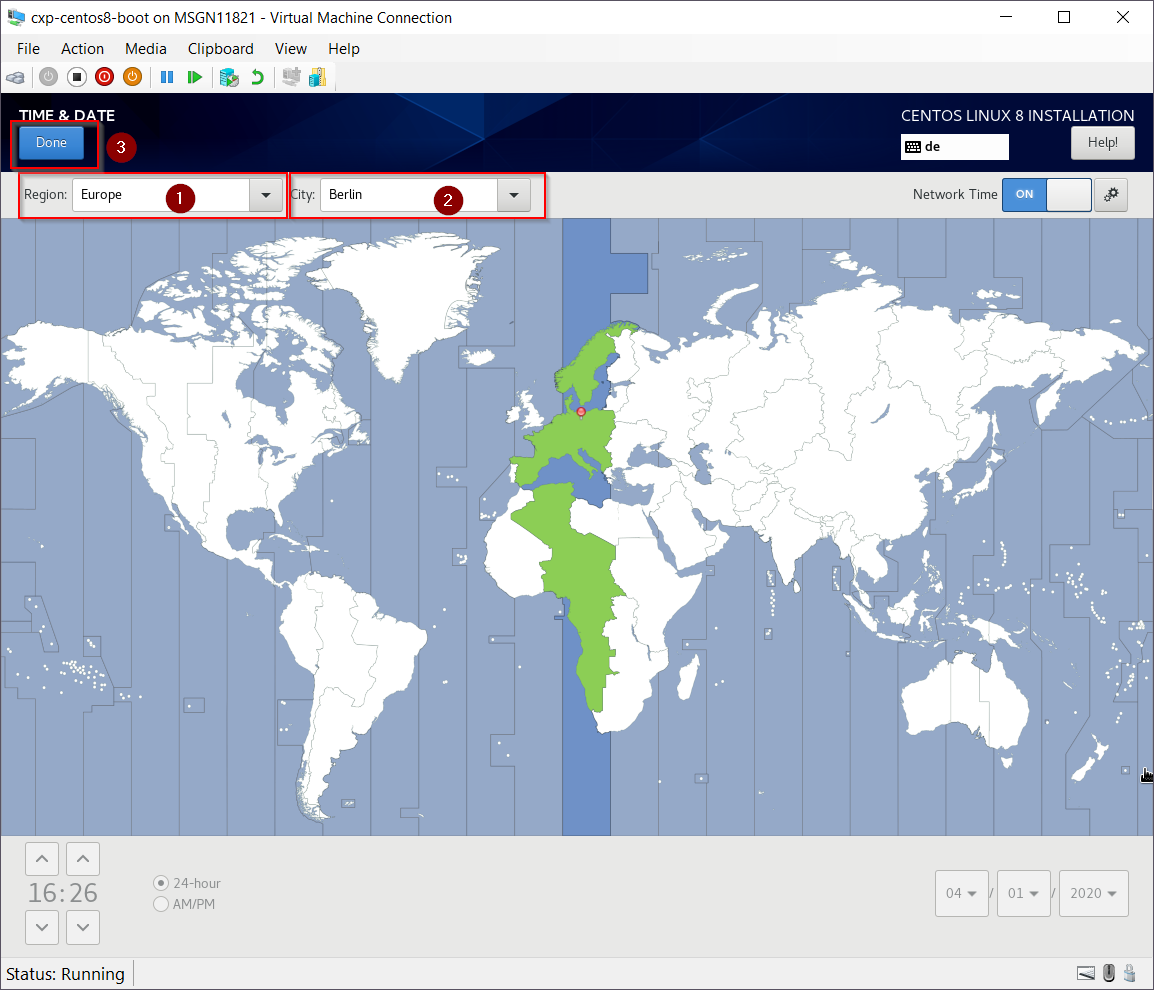 cxp-centos8-boot on MSGN11821 - Virtual Machine Connection
File Action Media Clipboard View Help
TIME & DATE
CENTOS LINUX 8 INSTALLATION
Done
3
de
Help!
Region: Europe 1 City: Berlin 2 Network Time ON
16:26
24-hour
AM/PM
04 / 01 / 2020
Status: Running